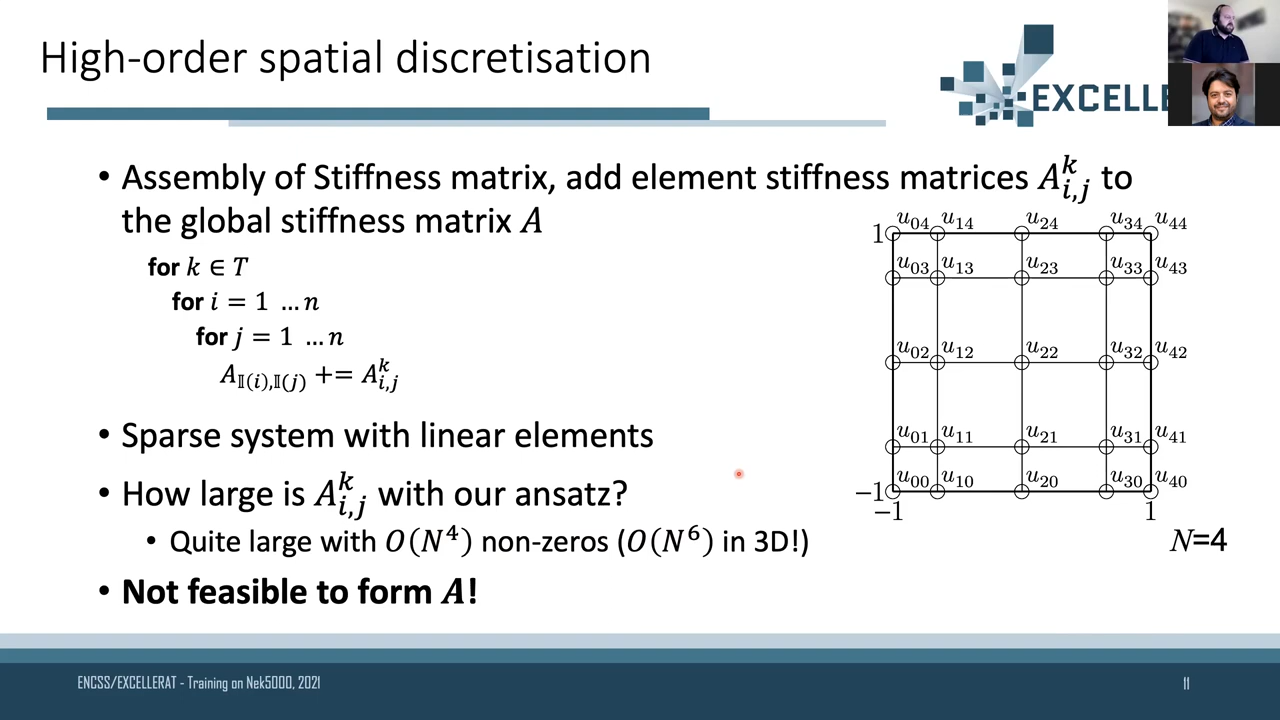 High-order spatial discretisation
EXCELLE
• Assembly of Stiffness matrix, add element stiffness matrices $A_{i,j}^{k}$ to
the global stiffness matrix $A$
for $k \in T$
for $i = 1 \ldots n$
for $j = 1 \ldots n$
$A_{\mathbb{I}(i),\mathbb{I}(j)} \mathrel{+}= A_{i,j}^{k}$
• Sparse system with linear elements
• How large is $A_{i,j}^{k}$ with our ansatz?
• Quite large with $O(N^4)$ non-zeros ($O(N^6)$ in 3D!)
• Not feasible to form $A$!
$u_{04}$ $u_{14}$ $u_{24}$ $u_{34}$ $u_{44}$
1
$u_{03}$ $u_{13}$ $u_{23}$ $u_{33}$ $u_{43}$
$u_{02}$ $u_{12}$ $u_{22}$ $u_{32}$ $u_{42}$
$u_{01}$ $u_{11}$ $u_{21}$ $u_{31}$ $u_{41}$
$u_{00}$ $u_{10}$ $u_{20}$ $u_{30}$ $u_{40}$
−1
−1 1
N=4
ENCSS/EXCELLERAT - Training on Nek5000, 2021
11